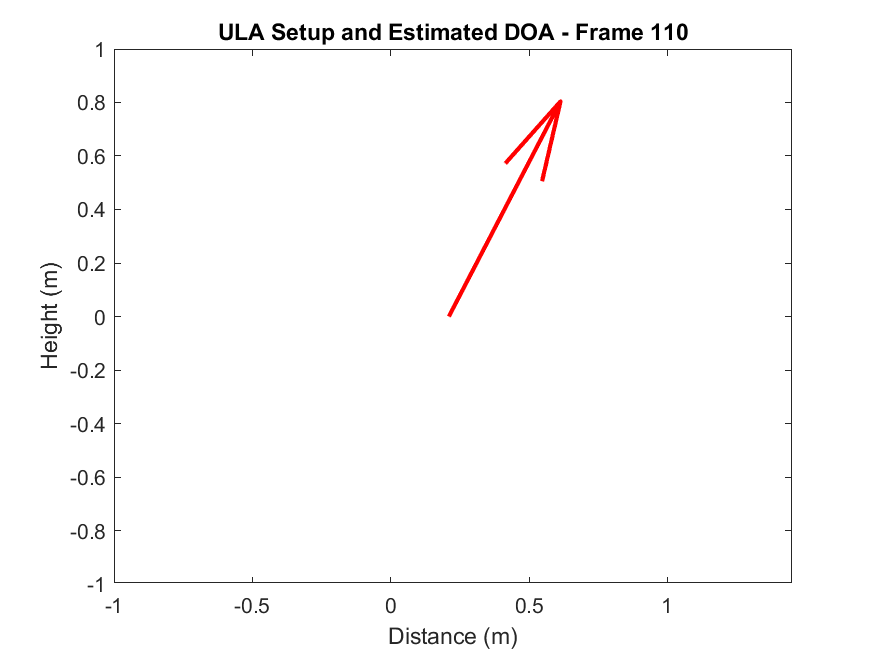 ULA Setup and Estimated DOA - Frame 110
1
0.8
0.6
0.4
0.2
0
-0.2
-0.4
-0.6
-0.8
-1
Height (m)
-1 -0.5 0 0.5 1
Distance (m)